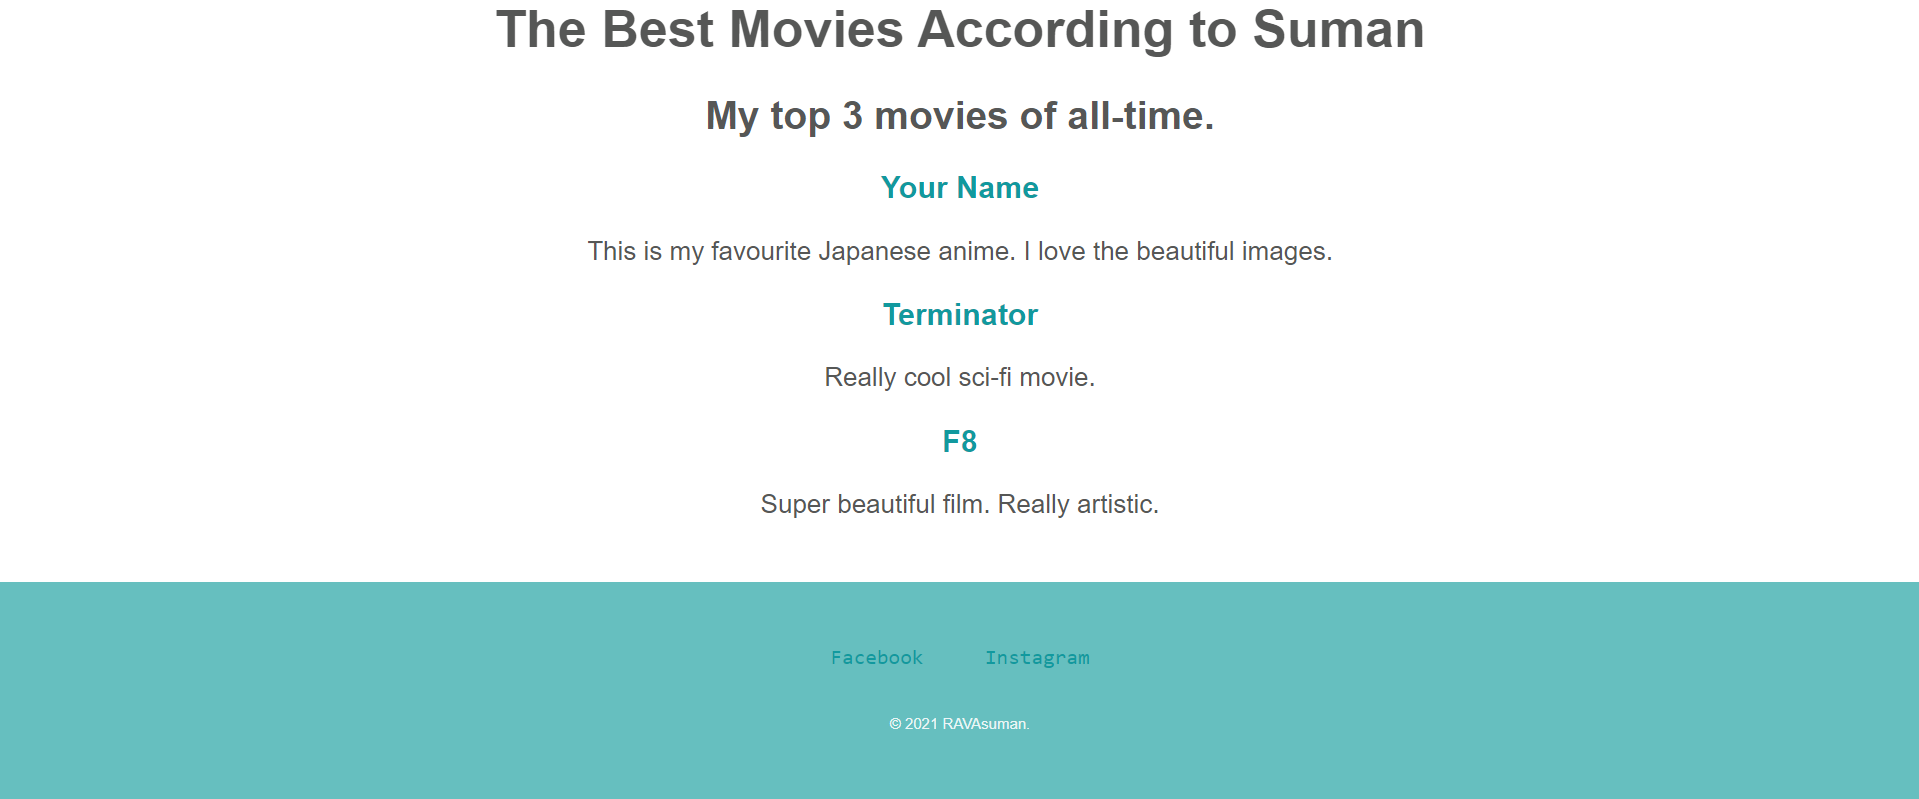 The Best Movies According to Suman
My top 3 movies of all-time.
Your Name
This is my favourite Japanese anime. I love the beautiful images.
Terminator
Really cool sci-fi movie.
F8
Super beautiful film. Really artistic.
Facebook Instagram
© 2021 RAVAsuman.